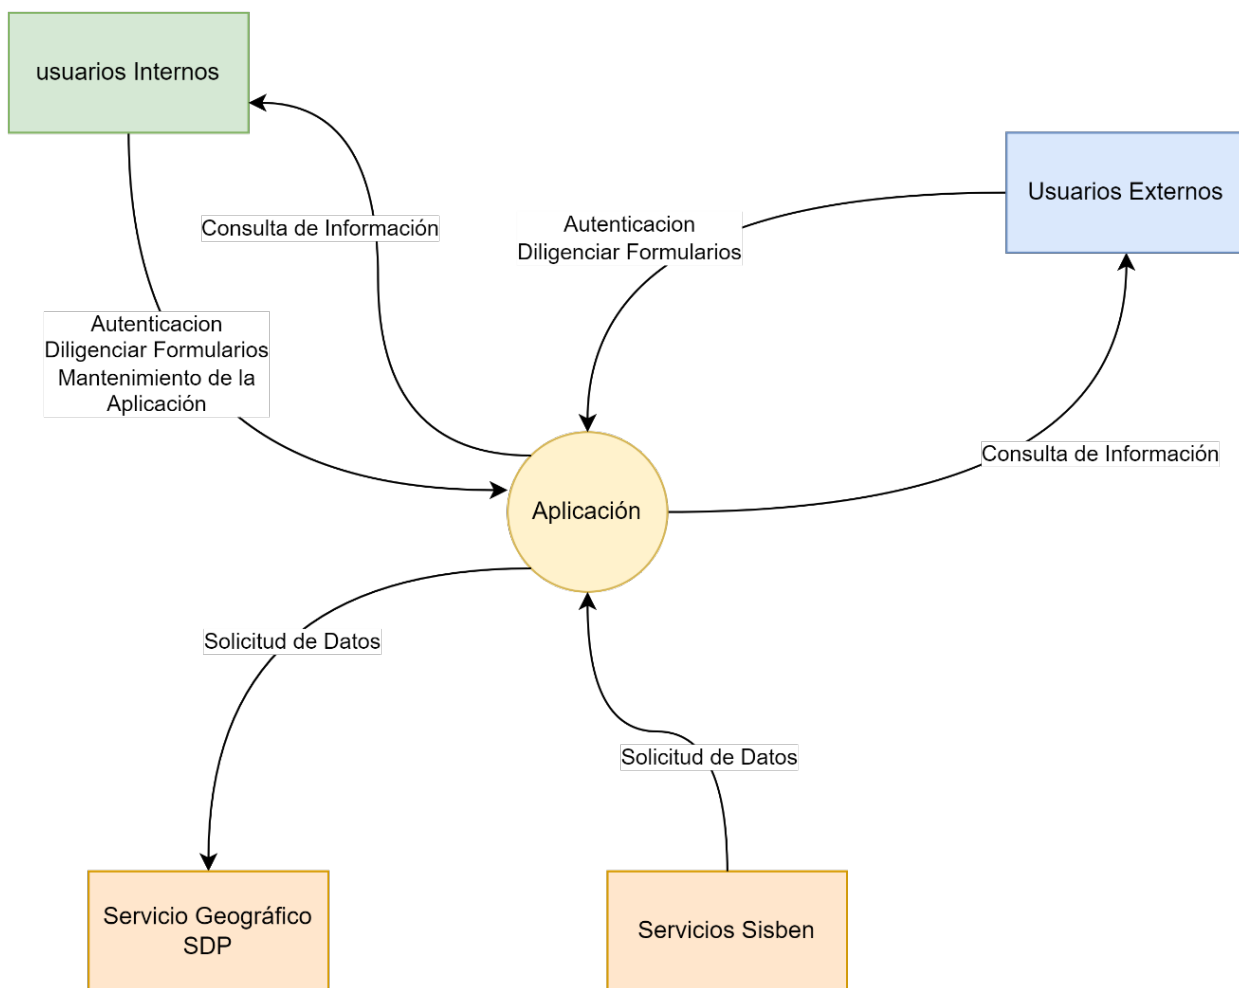 usuarios Internos
Usuarios Externos
Consulta de Información
Autenticacion
Diligenciar Formularios
Autenticacion
Diligenciar Formularios
Mantenimiento de la
Aplicación
Consulta de Información
Aplicación
Solicitud de Datos
Solicitud de Datos
Servicio Geográfico
SDP
Servicios Sisben